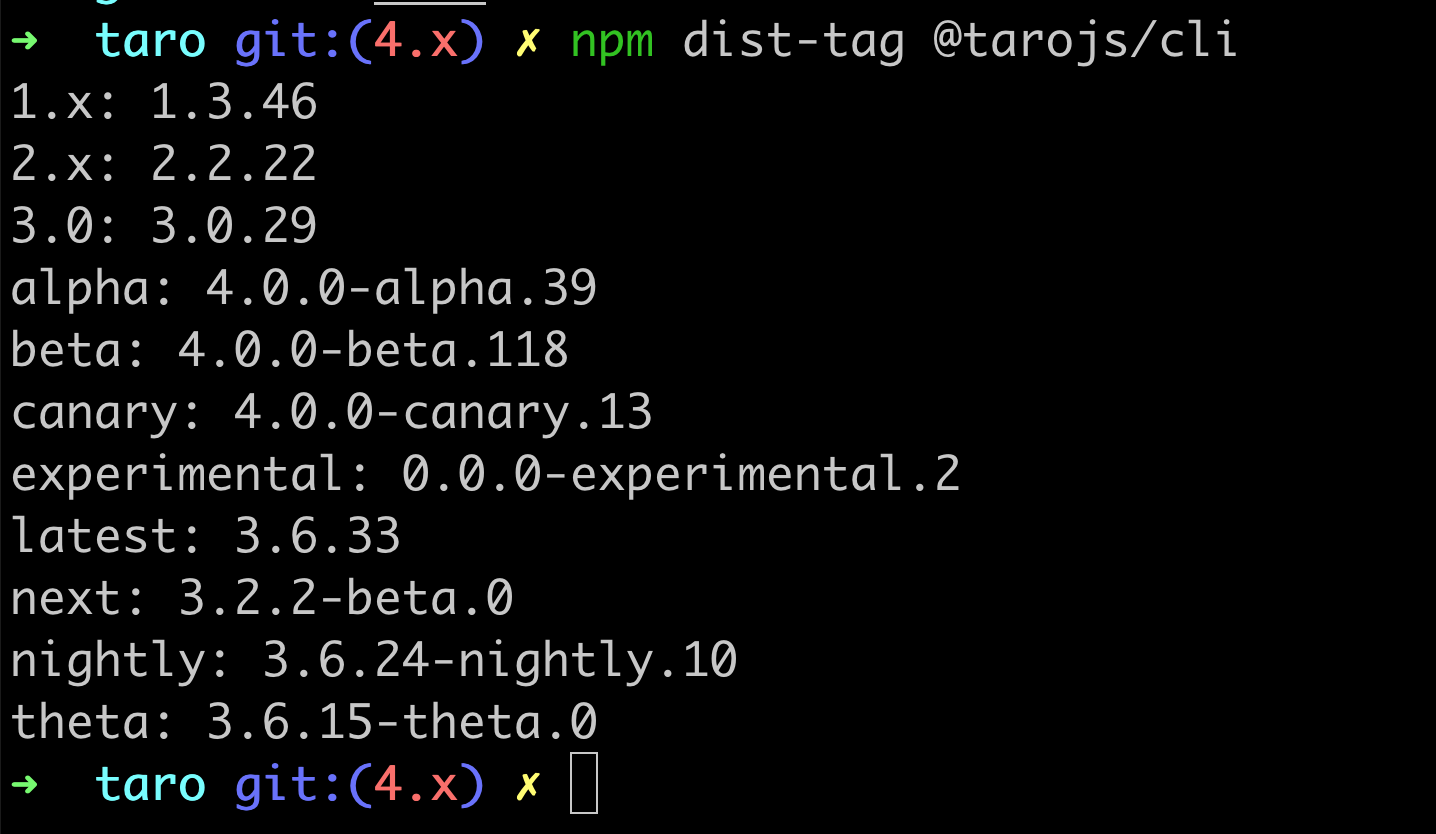 ➜  taro git:(4.x) ✗ npm dist-tag @tarojs/cli
1.x: 1.3.46
2.x: 2.2.22
3.0: 3.0.29
alpha: 4.0.0-alpha.39
beta: 4.0.0-beta.118
canary: 4.0.0-canary.13
experimental: 0.0.0-experimental.2
latest: 3.6.33
next: 3.2.2-beta.0
nightly: 3.6.24-nightly.10
theta: 3.6.15-theta.0
➜  taro git:(4.x) ✗